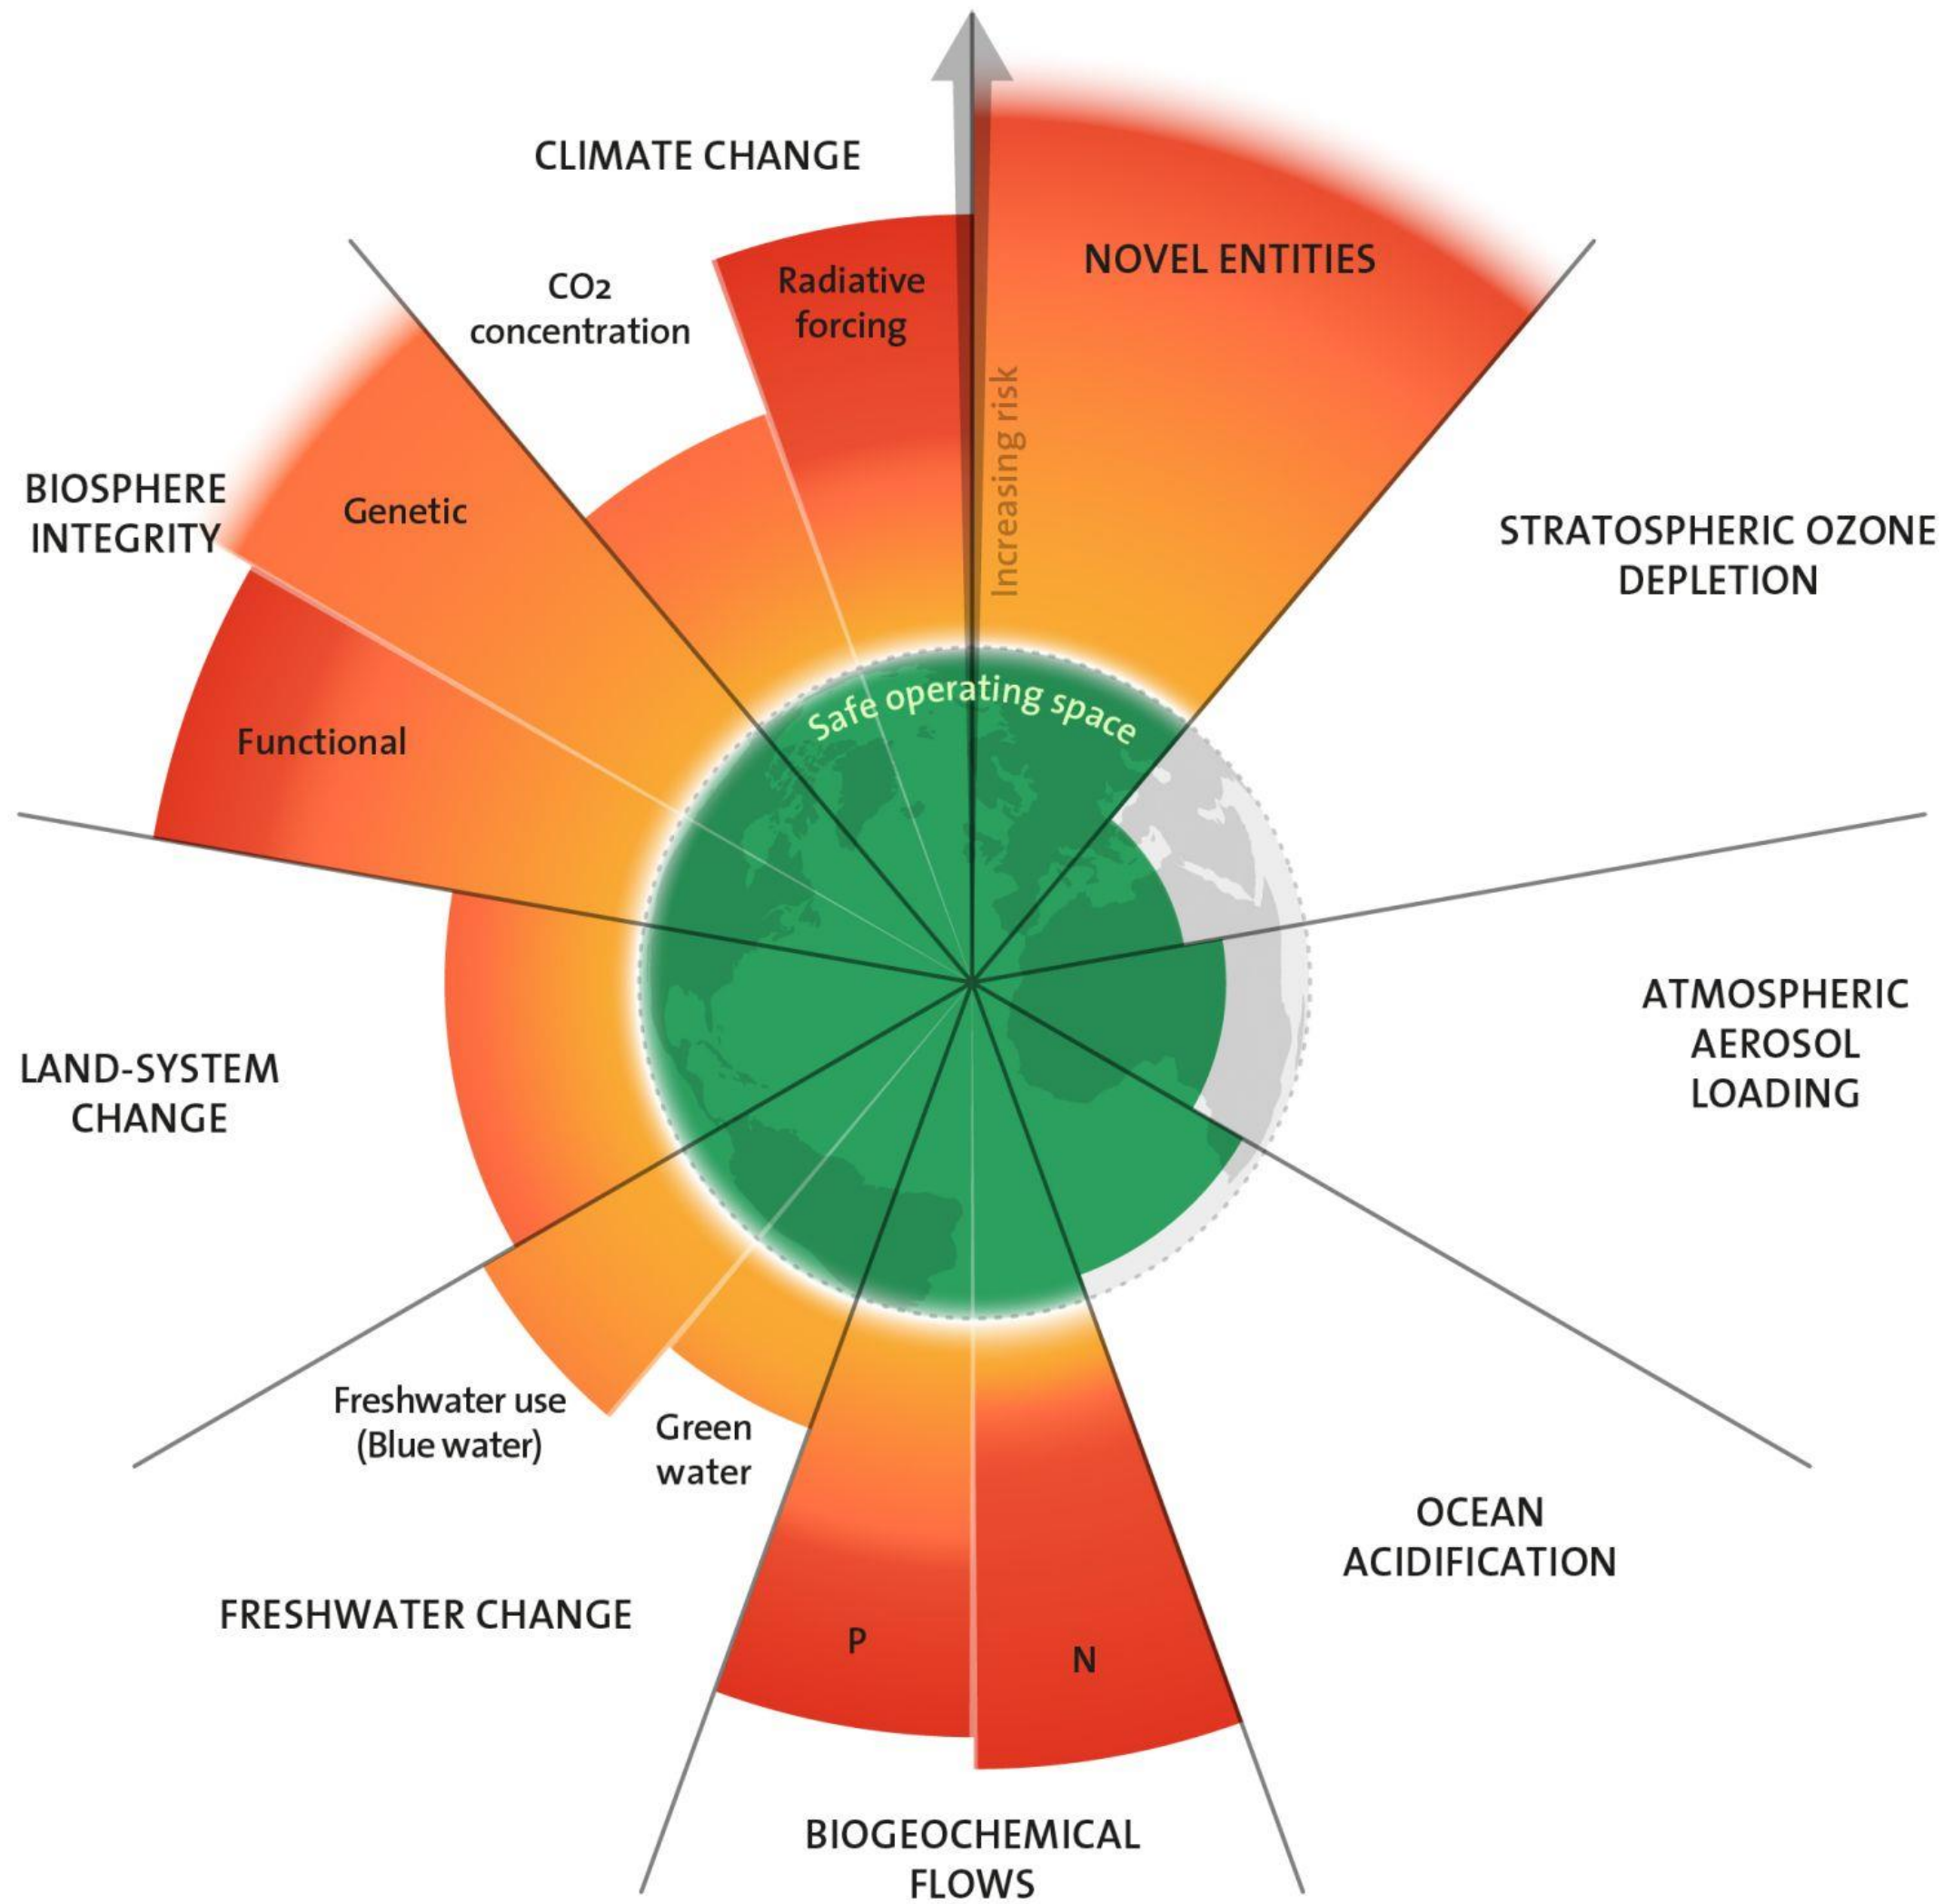 CLIMATE CHANGE
CO2
concentration
Radiative
forcing
Increasing risk
NOVEL ENTITIES
STRATOSPHERIC OZONE
DEPLETION
ATMOSPHERIC
AEROSOL
LOADING
OCEAN
ACIDIFICATION
BIOGEOCHEMICAL
FLOWS
P
N
FRESHWATER CHANGE
Freshwater use
(Blue water)
Green
water
LAND-SYSTEM
CHANGE
BIOSPHERE
INTEGRITY
Genetic
Functional
Safe operating space